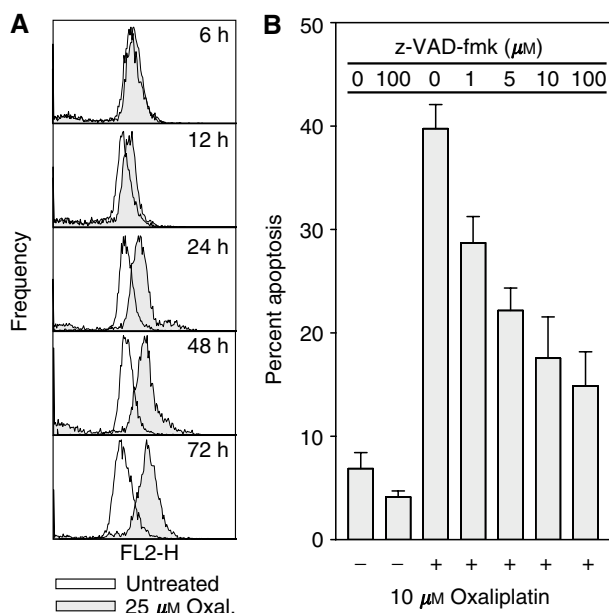 A
6 h
12 h
24 h
48 h
72 h
Frequency
FL2-H
Untreated
25 µM Oxal.
B
z-VAD-fmk (µM)
0 100 0 1 5 10 100
50
40
30
20
10
0
Percent apoptosis
– – + + + + +
10 µM Oxaliplatin